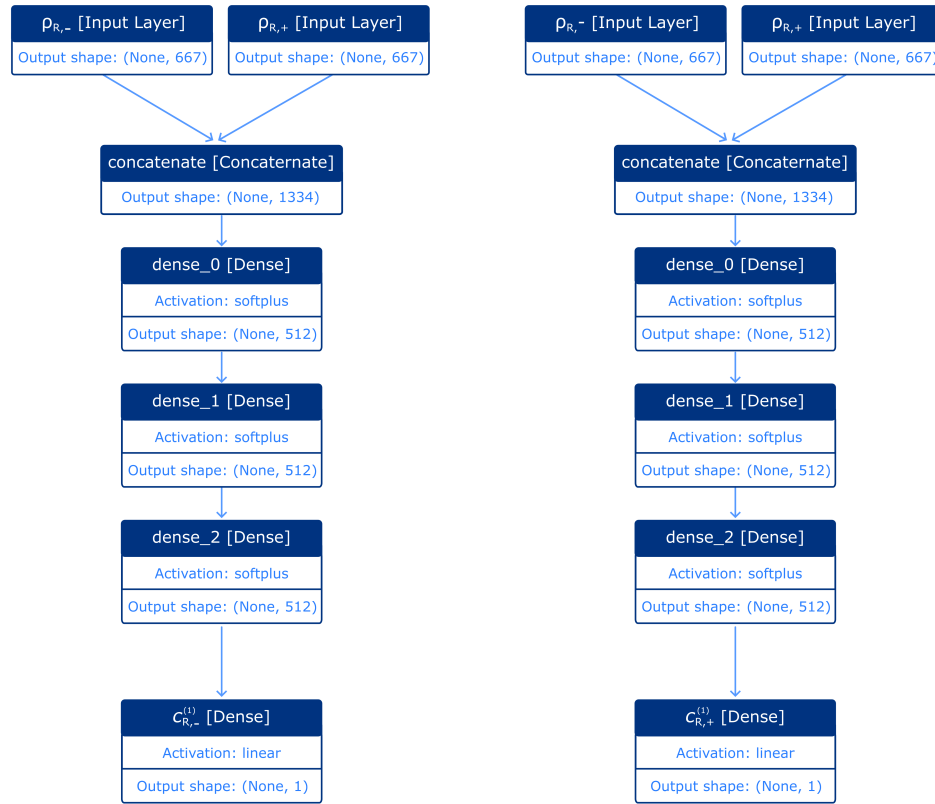 ρR,- [Input Layer]
Output shape: (None, 667)
ρR,+ [Input Layer]
Output shape: (None, 667)
concatenate [Concaternate]
Output shape: (None, 1334)
dense_0 [Dense]
Activation: softplus
Output shape: (None, 512)
dense_1 [Dense]
Activation: softplus
Output shape: (None, 512)
dense_2 [Dense]
Activation: softplus
Output shape: (None, 512)
c(1)R,- [Dense]
Activation: linear
Output shape: (None, 1)
ρR,- [Input Layer]
Output shape: (None, 667)
ρR,+ [Input Layer]
Output shape: (None, 667)
concatenate [Concaternate]
Output shape: (None, 1334)
dense_0 [Dense]
Activation: softplus
Output shape: (None, 512)
dense_1 [Dense]
Activation: softplus
Output shape: (None, 512)
dense_2 [Dense]
Activation: softplus
Output shape: (None, 512)
c(1)R,+ [Dense]
Activation: linear
Output shape: (None, 1)